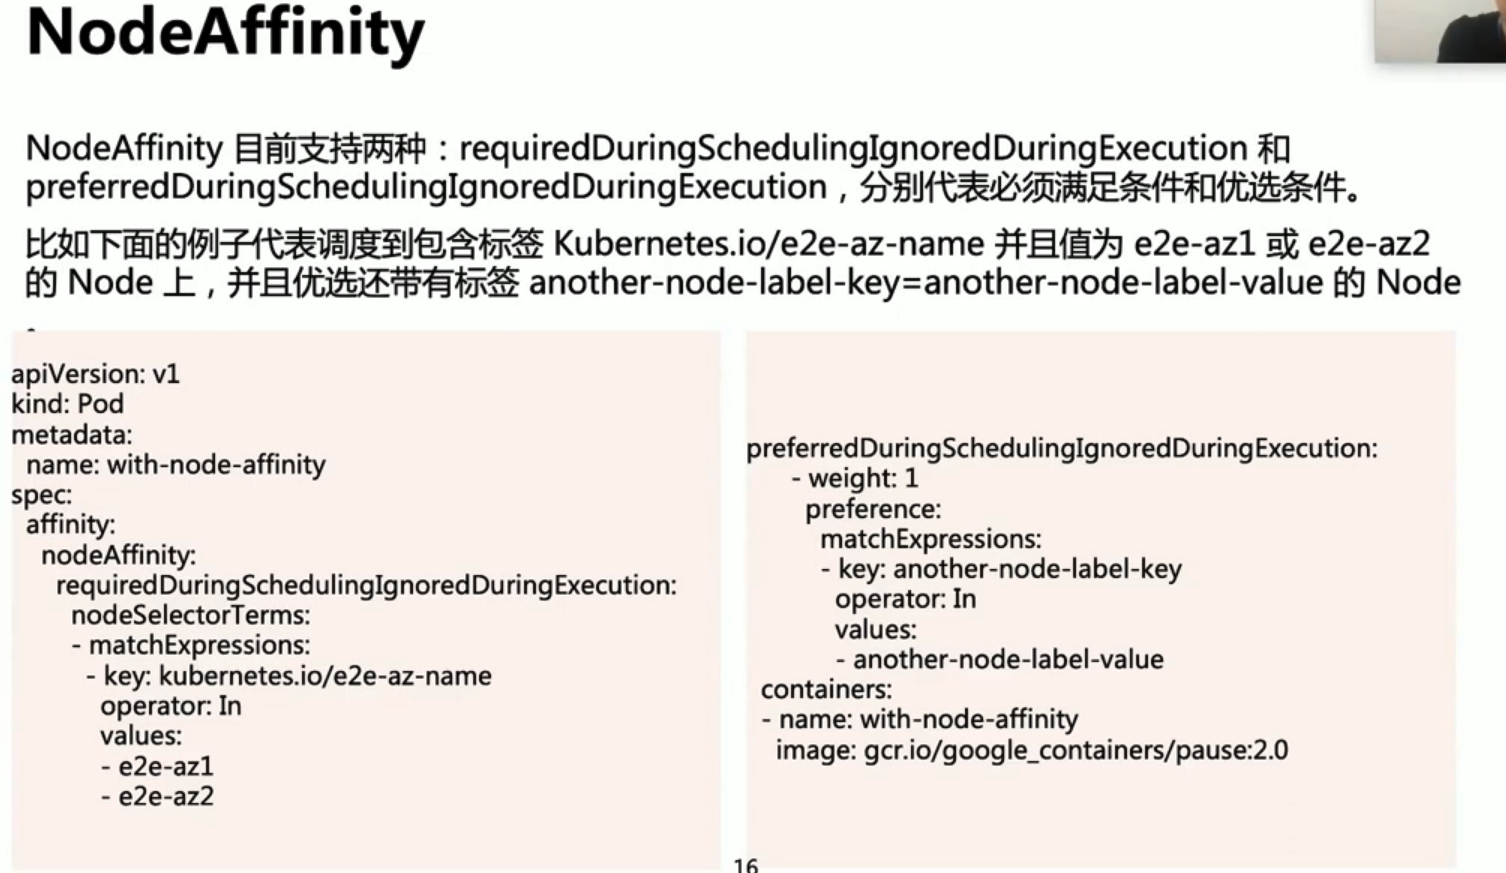 NodeAffinity
NodeAffinity 目前支持两种：requiredDuringSchedulingIgnoredDuringExecution 和
preferredDuringSchedulingIgnoredDuringExecution，分别代表必须满足条件和优选条件。
比如下面的例子代表调度到包含标签 Kubernetes.io/e2e-az-name 并且值为 e2e-az1 或 e2e-az2
的 Node 上，并且优选还带有标签 another-node-label-key=another-node-label-value 的 Node
apiVersion: v1
kind: Pod
metadata:
  name: with-node-affinity
spec:
  affinity:
    nodeAffinity:
      requiredDuringSchedulingIgnoredDuringExecution:
        nodeSelectorTerms:
        - matchExpressions:
          - key: kubernetes.io/e2e-az-name
            operator: In
            values:
            - e2e-az1
            - e2e-az2
preferredDuringSchedulingIgnoredDuringExecution:
      - weight: 1
        preference:
          matchExpressions:
          - key: another-node-label-key
            operator: In
            values:
            - another-node-label-value
  containers:
  - name: with-node-affinity
    image: gcr.io/google_containers/pause:2.0
16